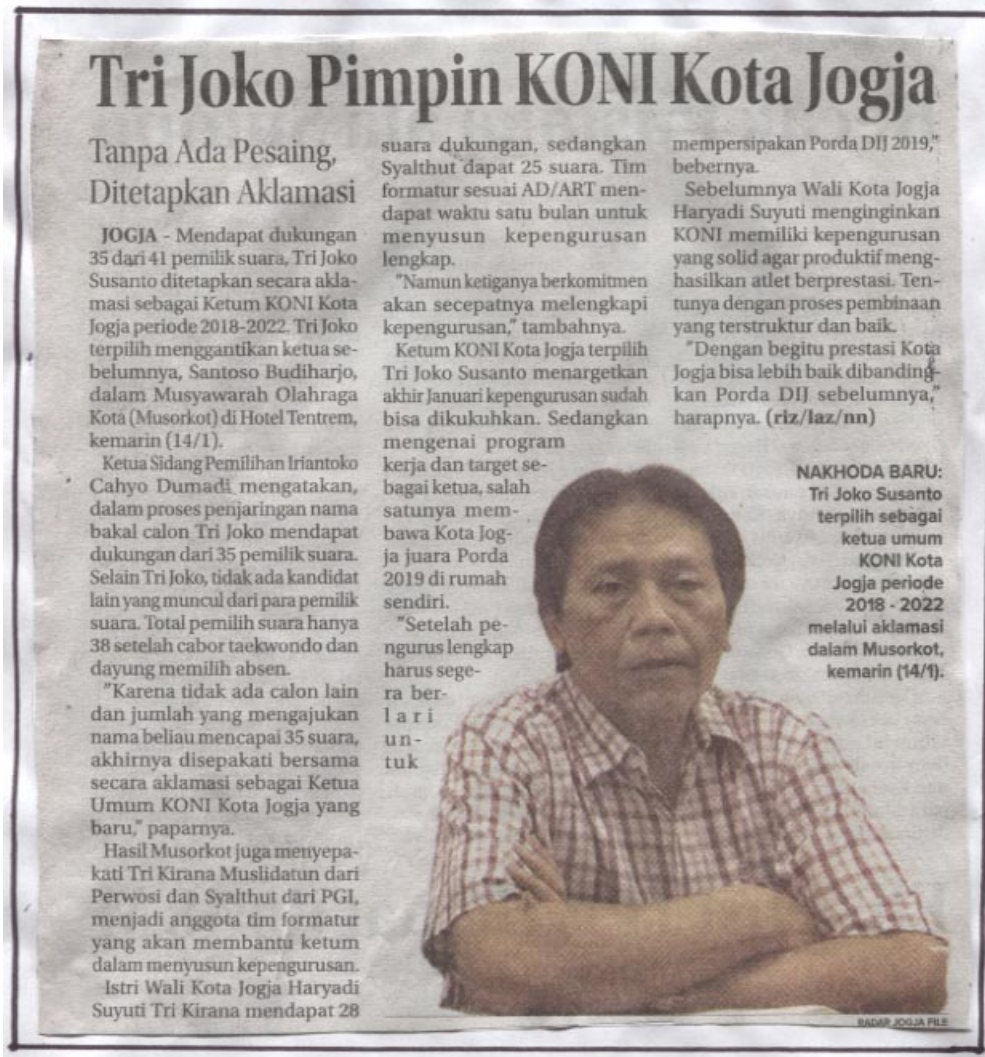 Tri Joko Pimpin KONI Kota Jogja
Tanpa Ada Pesaing,
Ditetapkan Aklamasi
JOGJA - Mendapat dukungan
35 dari 41 pemilik suara, Tri Joko
Susanto ditetapkan secara akla-
masi sebagai Ketum KONI Kota
Jogja periode 2018-2022. Tri Joko
terpilih menggantikan ketua se-
belumnya, Santoso Budiharjo,
dalam Musyawarah Olahraga
Kota (Musorkot) di Hotel Tentrem,
kemarin (14/1).
Ketua Sidang Pemilihan Iriantoko
Cahyo Dumadi mengatakan,
dalam proses penjaringan nama
bakal calon Tri Joko mendapat
dukungan dari 35 pemilik suara.
Selain Tri Joko, tidak ada kandidat
lain yang muncul dari para pemilik
suara. Total pemilih suara hanya
38 setelah cabor taekwondo dan
dayung memilih absen.
"Karena tidak ada calon lain
dan jumlah yang mengajukan
nama beliau mencapai 35 suara,
akhirnya disepakati bersama
secara aklamasi sebagai Ketua
Umum KONI Kota Jogja yang
baru," paparnya.
Hasil Musorkot juga menyepa-
kati Tri Kirana Muslidatun dari
Perwosi dan Syalthut dari PGI,
menjadi anggota tim formatur
yang akan membantu ketum
dalam menyusun kepengurusan.
Istri Wali Kota Jogja Haryadi
Suyuti Tri Kirana mendapat 28
suara dukungan, sedangkan
Syalthut dapat 25 suara. Tim
formatur sesuai AD/ART men-
dapat waktu satu bulan untuk
menyusun kepengurusan
lengkap.
"Namun ketiganya berkomitmen
akan secepatnya melengkapi
kepengurusan," tambahnya.
Ketum KONI Kota Jogja terpilih
Tri Joko Susanto menargetkan
akhir Januari kepengurusan sudah
bisa dikukuhkan. Sedangkan
mengenai program
kerja dan target se-
bagai ketua, salah
satunya mem-
bawa Kota Jog-
ja juara Porda
2019 di rumah
sendiri.
"Setelah pe-
ngurus lengkap
harus sege-
ra ber-
lari
un-
tuk
mempersipakan Porda DIJ 2019,"
bebernya.
Sebelumnya Wali Kota Jogja
Haryadi Suyuti menginginkan
KONI memiliki kepengurusan
yang solid agar produktif meng-
hasilkan atlet berprestasi. Ten-
tunya dengan proses pembinaan
yang terstruktur dan baik.
"Dengan begitu prestasi Kota
Jogja bisa lebih baik dibanding-
kan Porda DIJ sebelumnya,"
harapnya. (riz/laz/nn)
NAKHODA BARU:
Tri Joko Susanto
terpilih sebagai
ketua umum
KONI Kota
Jogja periode
2018 - 2022
melalui aklamasi
dalam Musorkot,
kemarin (14/1).
RADAR JOGJA FILE